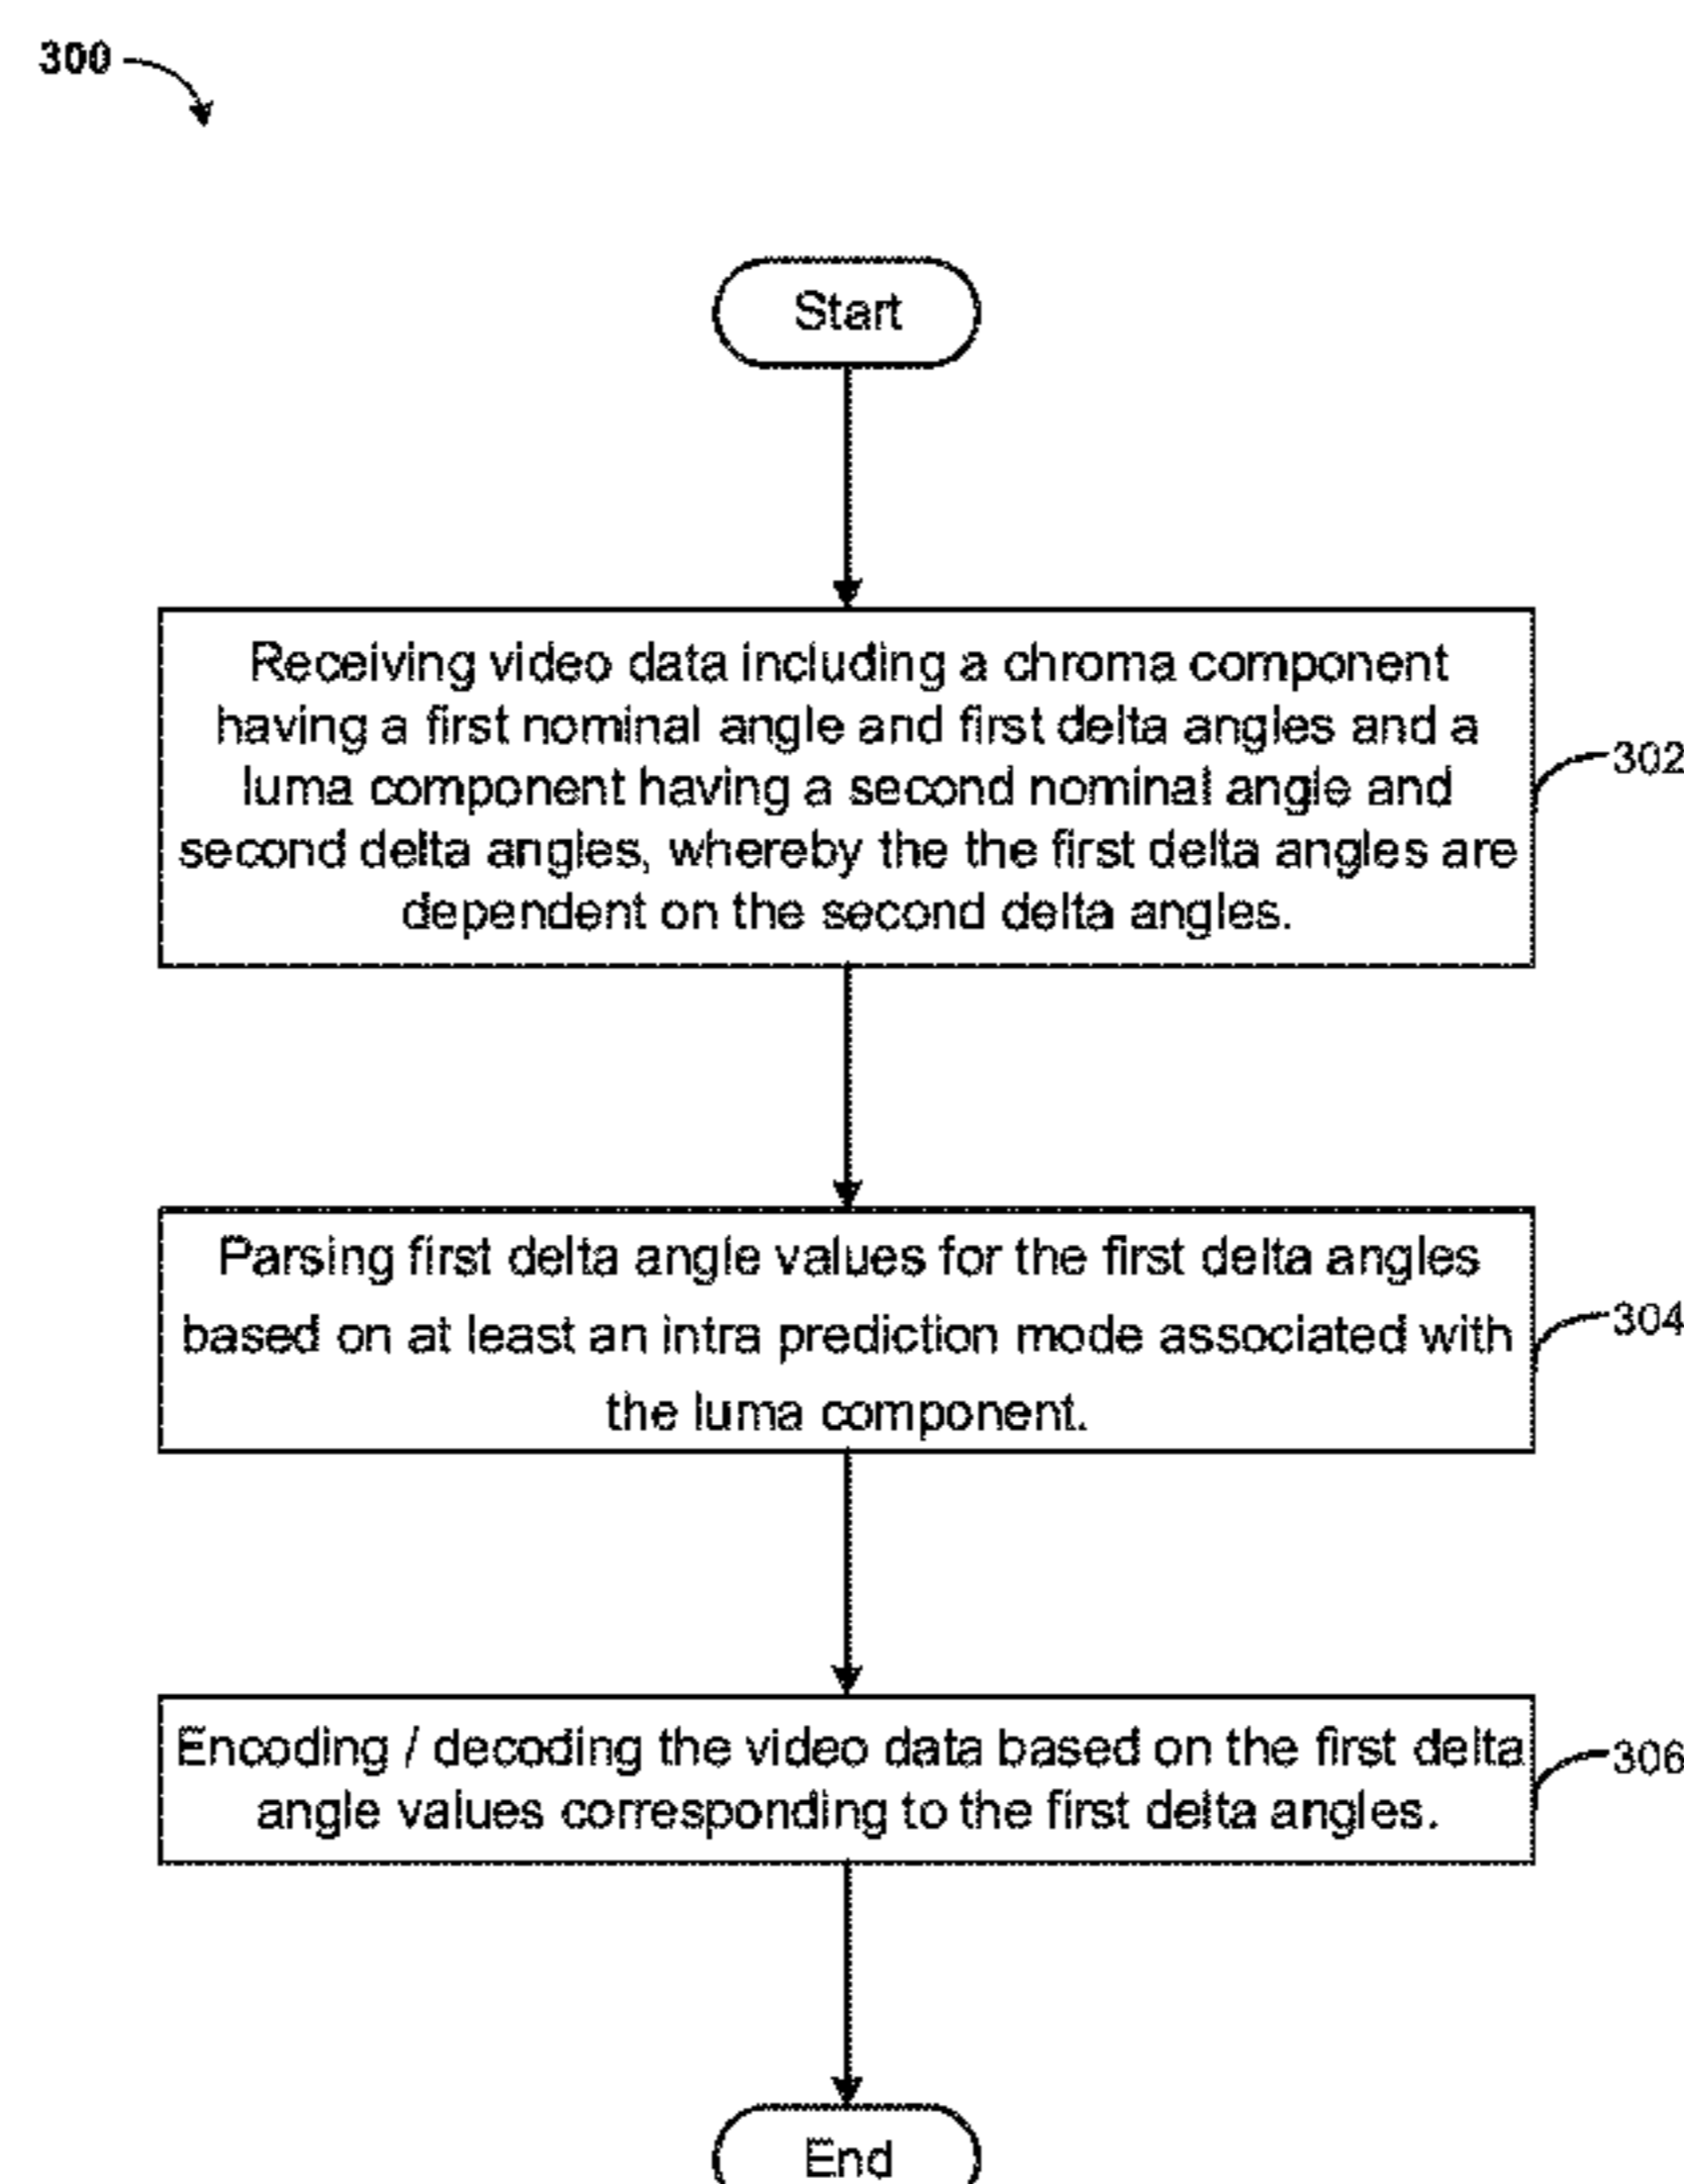 300
Start
Receiving video data including a chroma component
having a first nominal angle and first delta angles and a
luma component having a second nominal angle and
second delta angles, whereby the the first delta angles are
dependent on the second delta angles.
302
Parsing first delta angle values for the first delta angles
based on at least an intra prediction mode associated with
the luma component.
304
Encoding / decoding the video data based on the first delta
angle values corresponding to the first delta angles.
306
End